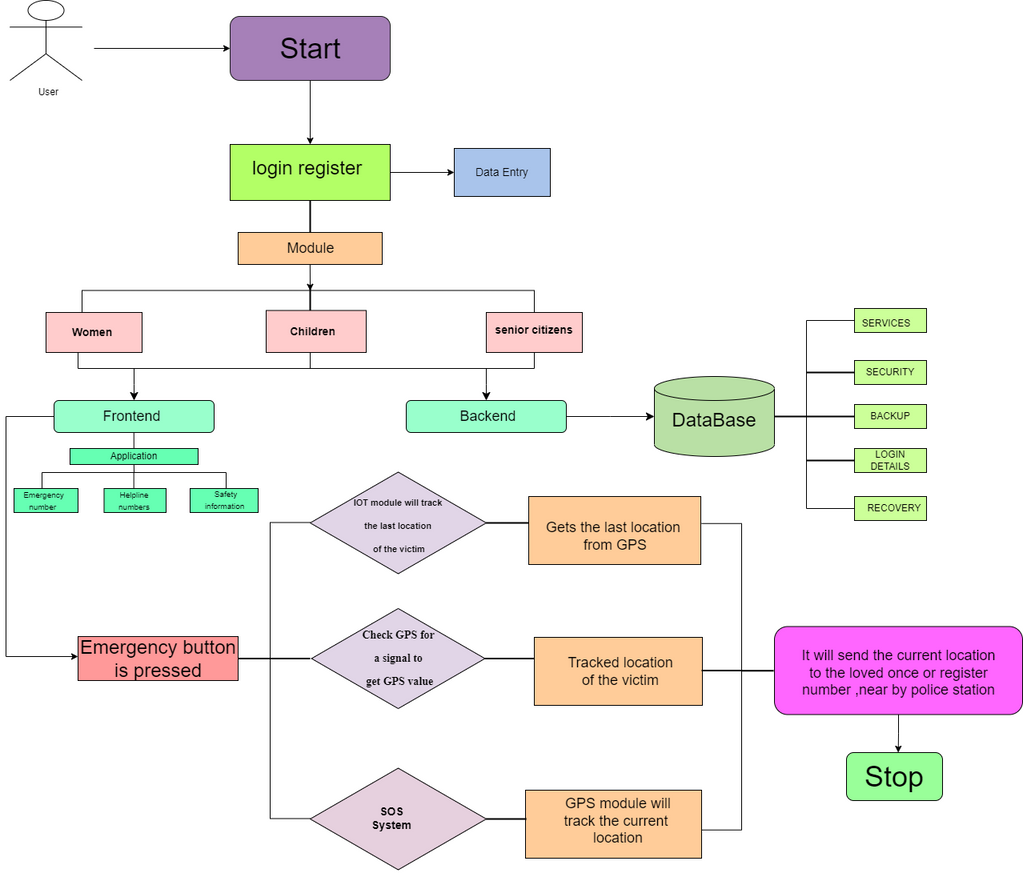 User
Start
login register
Data Entry
Module
Women
Children
senior citizens
SERVICES
SECURITY
BACKUP
LOGIN
DETAILS
RECOVERY
Frontend
Backend
DataBase
Application
Emergency
number
Helpline
numbers
Safety
information
IOT module will track
the last location
of the victim
Gets the last location
from GPS
Emergency button
is pressed
Check GPS for
a signal to
get GPS value
Tracked location
of the victim
It will send the current location
to the loved once or register
number ,near by police station
Stop
SOS
System
GPS module will
track the current
location